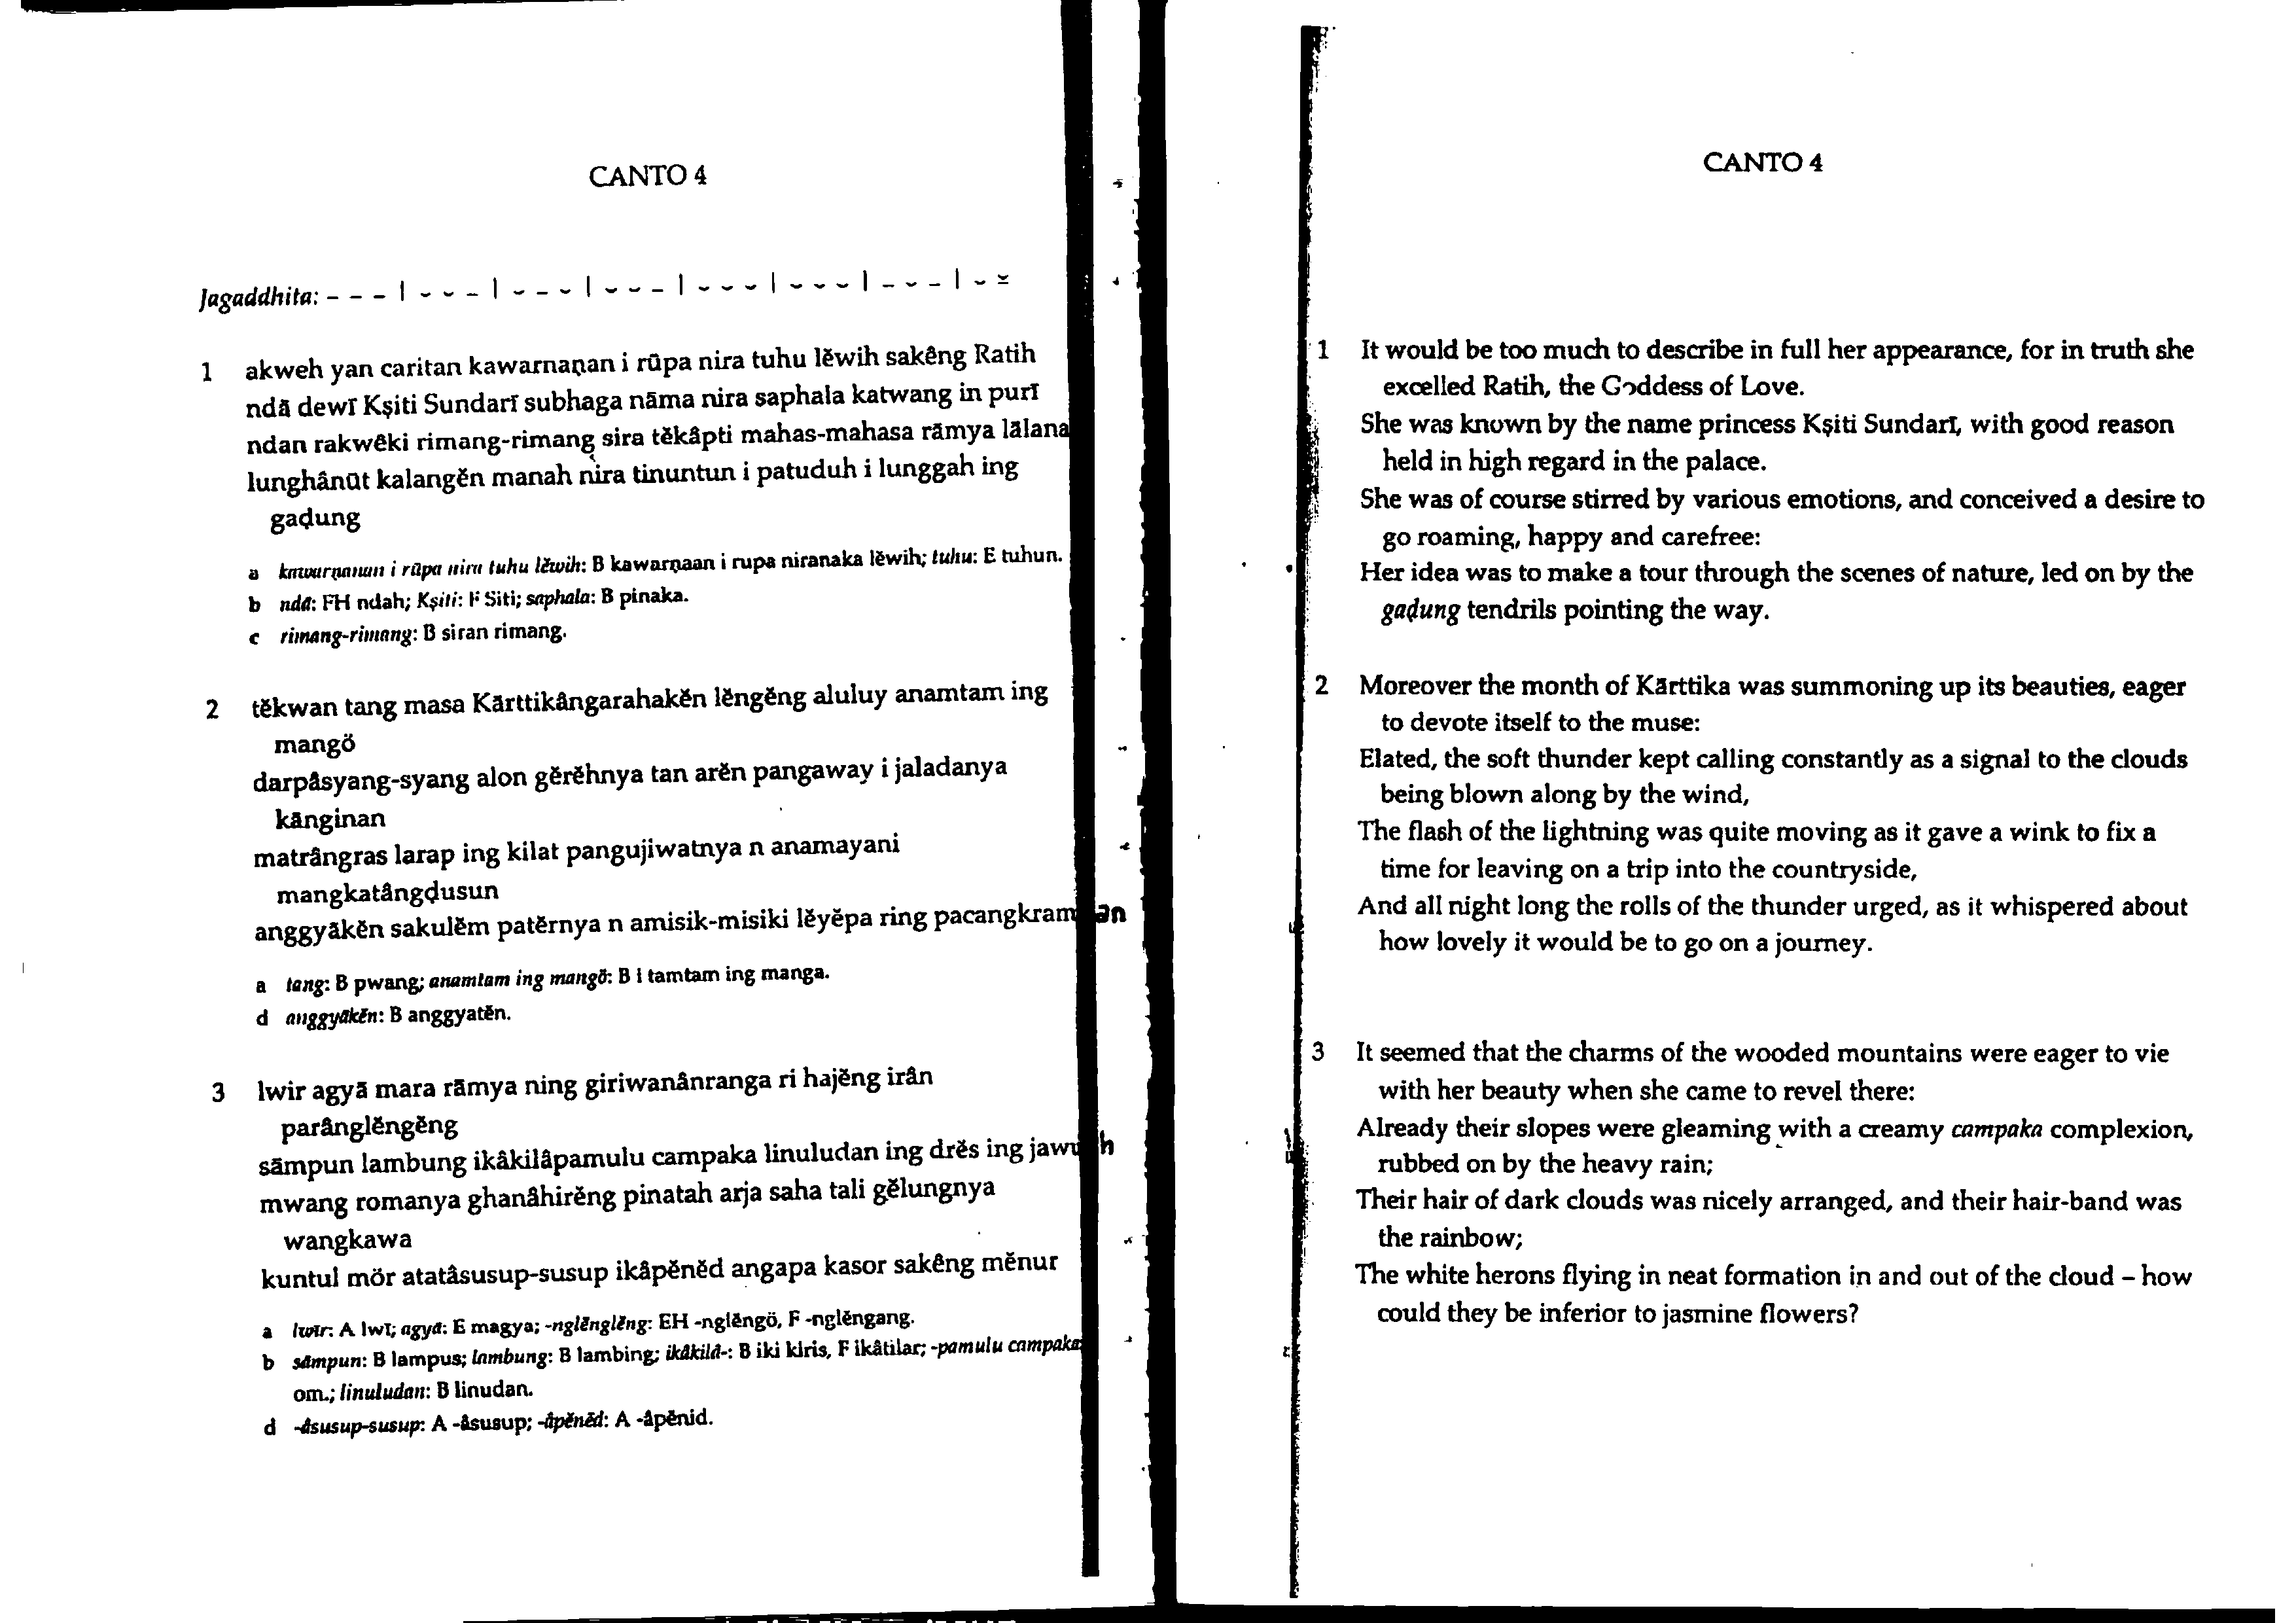 CANTO 4
Jagaddhita: – – – | ⏑ ⏑ – | ⏑ – ⏑ | ⏑ ⏑ – | ⏑ ⏑ ⏑ | ⏑ ⏑ ⏑ | – ⏑ – | ⏑ ⏓
1 akweh yan caritan kawarnaṇan i rūpa nira tuhu lĕwih sakêng Ratih
ndā dewī Kṣiti Sundarī subhaga nāma nira saphala katwang in purī
ndan rakwêki rimang-rimang sira tĕkâpti mahas-mahasa rāmya lālana
lunghânūt kalangĕn manah nira tinuntun i patuduh i lunggah ing
gaḍung
a kawarṇanan i rūpa nira tuhu lĕwih: B kawarṇaan i rupa niranaka lĕwih; tuhu: E tuhun.
b ndā: FH ndah; Kṣiti: F Siti; saphala: B pinaka.
c rimang-rimang: B siran rimang.
2 tĕkwan tang masa Kārttikângarahakĕn lĕngĕng aluluy anamtam ing
mangö
darpâsyang-syang alon gĕrĕhnya tan arĕn pangaway i jaladanya
kānginan
matrângras larap ing kilat pangujiwatnya n anamayani
mangkatângḍusun
anggyākĕn sakulĕm patĕrnya n amisik-misiki lĕyĕpa ring pacangkraman
a tang: B pwang; anamtam ing mangö: B i tamtam ing manga.
d anggyākĕn: B anggyatĕn.
3 lwir agyā mara rāmya ning giriwanânranga ri hajĕng irân
parânglĕngĕng
sāmpun lambung ikâkilâpamulu campaka linuludan ing drĕs ing jawuh
mwang romanya ghanâhirĕng pinatah arja saha tali gĕlungnya
wangkawa
kuntul mör atatâsusup-susup ikâpĕnĕd angapa kasor sakêng mĕnur
a lwir: A lwī; agyā: E magya; -nglĕnglĕng: EH -nglĕngö, F -nglĕngang.
b sāmpun: B lampus; lambung: B lambing; ikâkilâ-: B iki kiris, F ikâtilar; -pamulu campaka
om.; linuludan: B linudan.
d -âsusup-susup: A -âsusup; -âpĕnĕd: A -âpĕnid.
CANTO 4
1 It would be too much to describe in full her appearance, for in truth she
excelled Ratih, the Goddess of Love.
She was known by the name princess Kṣiti Sundarī, with good reason
held in high regard in the palace.
She was of course stirred by various emotions, and conceived a desire to
go roaming, happy and carefree:
Her idea was to make a tour through the scenes of nature, led on by the
gaḍung tendrils pointing the way.
2 Moreover the month of Kārttika was summoning up its beauties, eager
to devote itself to the muse:
Elated, the soft thunder kept calling constantly as a signal to the clouds
being blown along by the wind,
The flash of the lightning was quite moving as it gave a wink to fix a
time for leaving on a trip into the countryside,
And all night long the rolls of the thunder urged, as it whispered about
how lovely it would be to go on a journey.
3 It seemed that the charms of the wooded mountains were eager to vie
with her beauty when she came to revel there:
Already their slopes were gleaming with a creamy campaka complexion,
rubbed on by the heavy rain;
Their hair of dark clouds was nicely arranged, and their hair-band was
the rainbow;
The white herons flying in neat formation in and out of the cloud – how
could they be inferior to jasmine flowers?